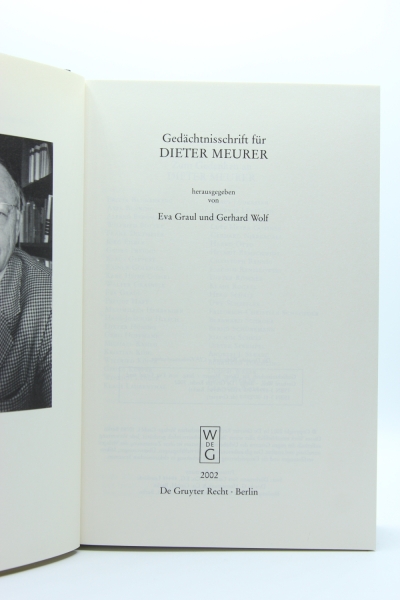 Gedächtnisschrift für
DIETER MEURER
herausgegeben
von
Eva Graul und Gerhard Wolf
W
DE
G
2002
De Gruyter Recht · Berlin